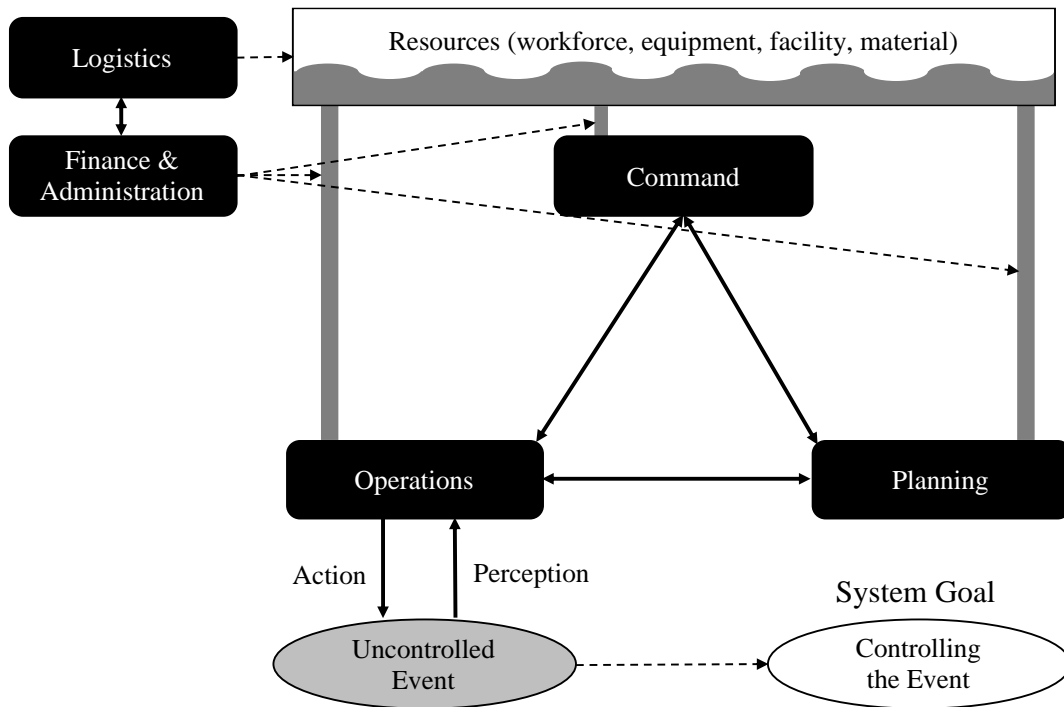 Resources (workforce, equipment, facility, material)
Logistics
Finance &
Administration
Command
Operations
Planning
Action
Perception
System Goal
Uncontrolled
Event
Controlling
the Event